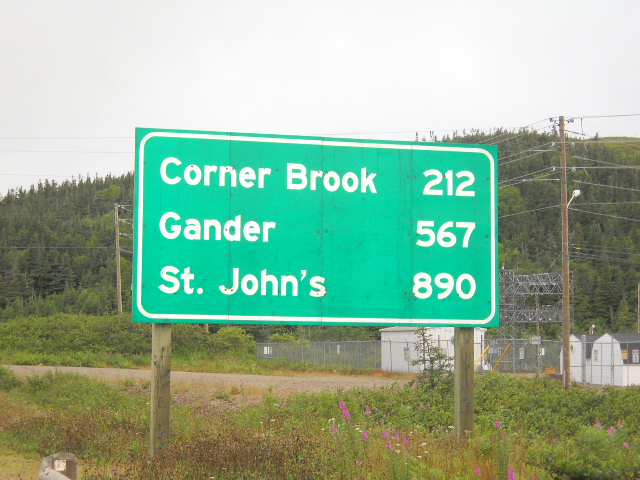 Corner Brook 212
Gander 567
St. John's 890